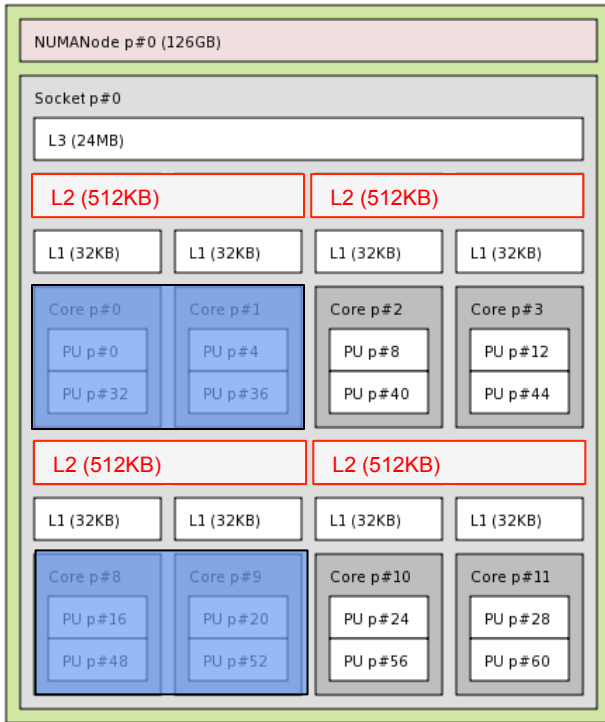 NUMANode p#0 (126GB)
Socket p#0
L3 (24MB)
L2 (512KB) L2 (512KB)
L1 (32KB) L1 (32KB) L1 (32KB) L1 (32KB)
Core p#0 Core p#1 Core p#2 Core p#3
PU p#0 PU p#4 PU p#8 PU p#12
PU p#32 PU p#36 PU p#40 PU p#44
L2 (512KB) L2 (512KB)
L1 (32KB) L1 (32KB) L1 (32KB) L1 (32KB)
Core p#8 Core p#9 Core p#10 Core p#11
PU p#16 PU p#20 PU p#24 PU p#28
PU p#48 PU p#52 PU p#56 PU p#60